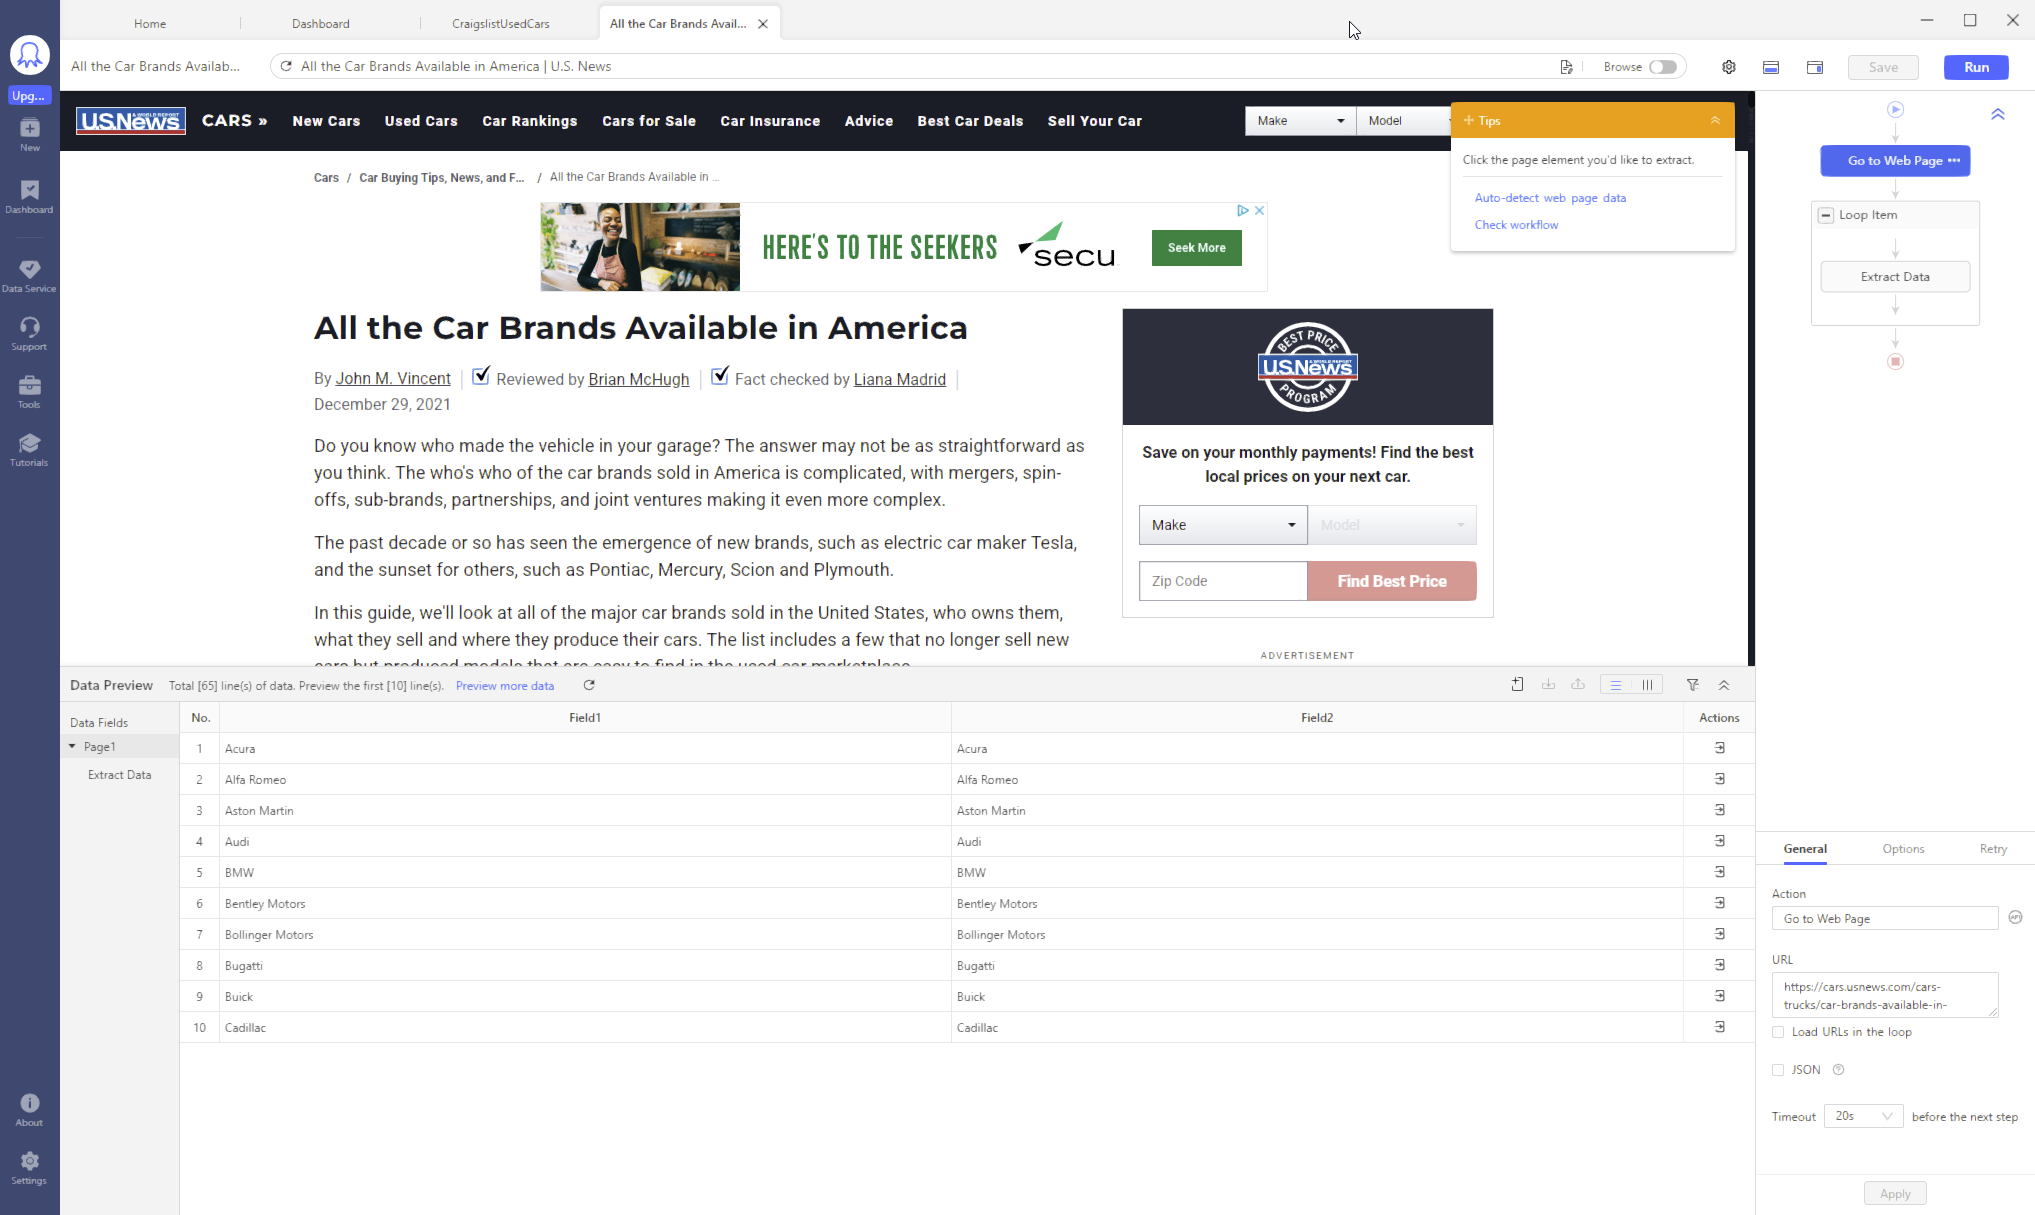 Home
Dashboard
CraigslistUsedCars
All the Car Brands Avail...
All the Car Brands Availab...
All the Car Brands Available in America | U.S. News
Browse
Save
Run
Upg...
New
Dashboard
Data Service
Support
Tools
Tutorials
About
Settings
U.S.News
CARS »
New Cars
Used Cars
Car Rankings
Cars for Sale
Car Insurance
Advice
Best Car Deals
Sell Your Car
Make
Model
Tips
Click the page element you'd like to extract.
Auto-detect web page data
Check workflow
Cars / Car Buying Tips, News, and F... / All the Car Brands Available in ...
HERE'S TO THE SEEKERS
secu
Seek More
All the Car Brands Available in America
By John M. Vincent | Reviewed by Brian McHugh | Fact checked by Liana Madrid |
December 29, 2021
Do you know who made the vehicle in your garage? The answer may not be as straightforward as
you think. The who's who of the car brands sold in America is complicated, with mergers, spin-
offs, sub-brands, partnerships, and joint ventures making it even more complex.
The past decade or so has seen the emergence of new brands, such as electric car maker Tesla,
and the sunset for others, such as Pontiac, Mercury, Scion and Plymouth.
In this guide, we'll look at all of the major car brands sold in the United States, who owns them,
what they sell and where they produce their cars. The list includes a few that no longer sell new
cars but produced models that are easy to find in the used car marketplace.
BEST PRICE
U.S.News
PROGRAM
Save on your monthly payments! Find the best
local prices on your next car.
Make
Model
Zip Code
Find Best Price
ADVERTISEMENT
Go to Web Page
Loop Item
Extract Data
Data Preview
Total [65] line(s) of data. Preview the first [10] line(s).
Preview more data
Data Fields
Page1
Extract Data
No. Field1 Field2 Actions
1 Acura Acura
2 Alfa Romeo Alfa Romeo
3 Aston Martin Aston Martin
4 Audi Audi
5 BMW BMW
6 Bentley Motors Bentley Motors
7 Bollinger Motors Bollinger Motors
8 Bugatti Bugatti
9 Buick Buick
10 Cadillac Cadillac
General
Options
Retry
Action
Go to Web Page
URL
https://cars.usnews.com/cars-
trucks/car-brands-available-in-
Load URLs in the loop
JSON
Timeout 20s before the next step
Apply